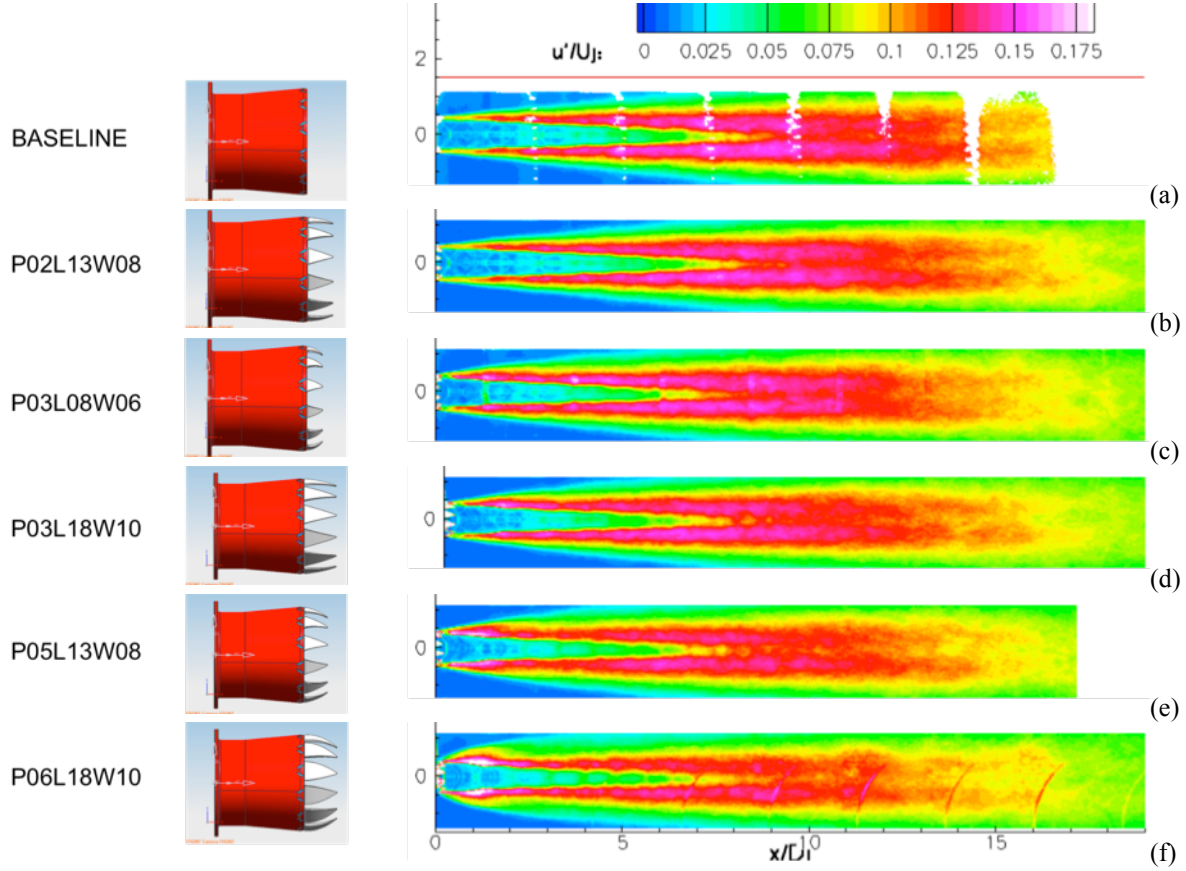 u'/Uj: 0 0.025 0.05 0.075 0.1 0.125 0.15 0.175
2
BASELINE 0 (a)
P02L13W08 0 (b)
P03L08W06 0 (c)
P03L18W10 0 (d)
P05L13W08 0 (e)
P06L18W10 0 (f)
0 5 10 15